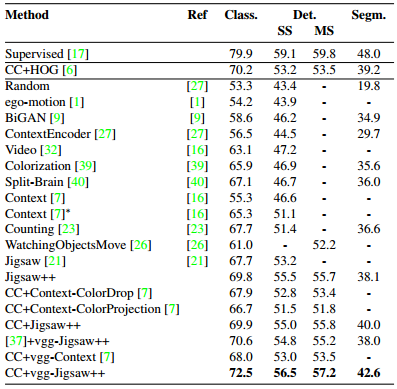 Method Ref Class. Det. Segm.
SS MS
Supervised [17] 79.9 59.1 59.8 48.0
CC+HOG [6] 70.2 53.2 53.5 39.2
Random [27] 53.3 43.4 - 19.8
ego-motion [1] [1] 54.2 43.9 - -
BiGAN [9] [9] 58.6 46.2 - 34.9
ContextEncoder [27] [27] 56.5 44.5 - 29.7
Video [32] [16] 63.1 47.2 - -
Colorization [39] [39] 65.9 46.9 - 35.6
Split-Brain [40] [40] 67.1 46.7 - 36.0
Context [7] [16] 55.3 46.6 - -
Context [7]* [16] 65.3 51.1 - -
Counting [23] [23] 67.7 51.4 - 36.6
WatchingObjectsMove [26] [26] 61.0 - 52.2 -
Jigsaw [21] [21] 67.7 53.2 - -
Jigsaw++ 69.8 55.5 55.7 38.1
CC+Context-ColorDrop [7] 67.9 52.8 53.4 -
CC+Context-ColorProjection [7] 66.7 51.5 51.8 -
CC+Jigsaw++ 69.9 55.0 55.8 40.0
[37]+vgg-Jigsaw++ 70.6 54.8 55.2 38.0
CC+vgg-Context [7] 68.0 53.0 53.5 -
CC+vgg-Jigsaw++ 72.5 56.5 57.2 42.6